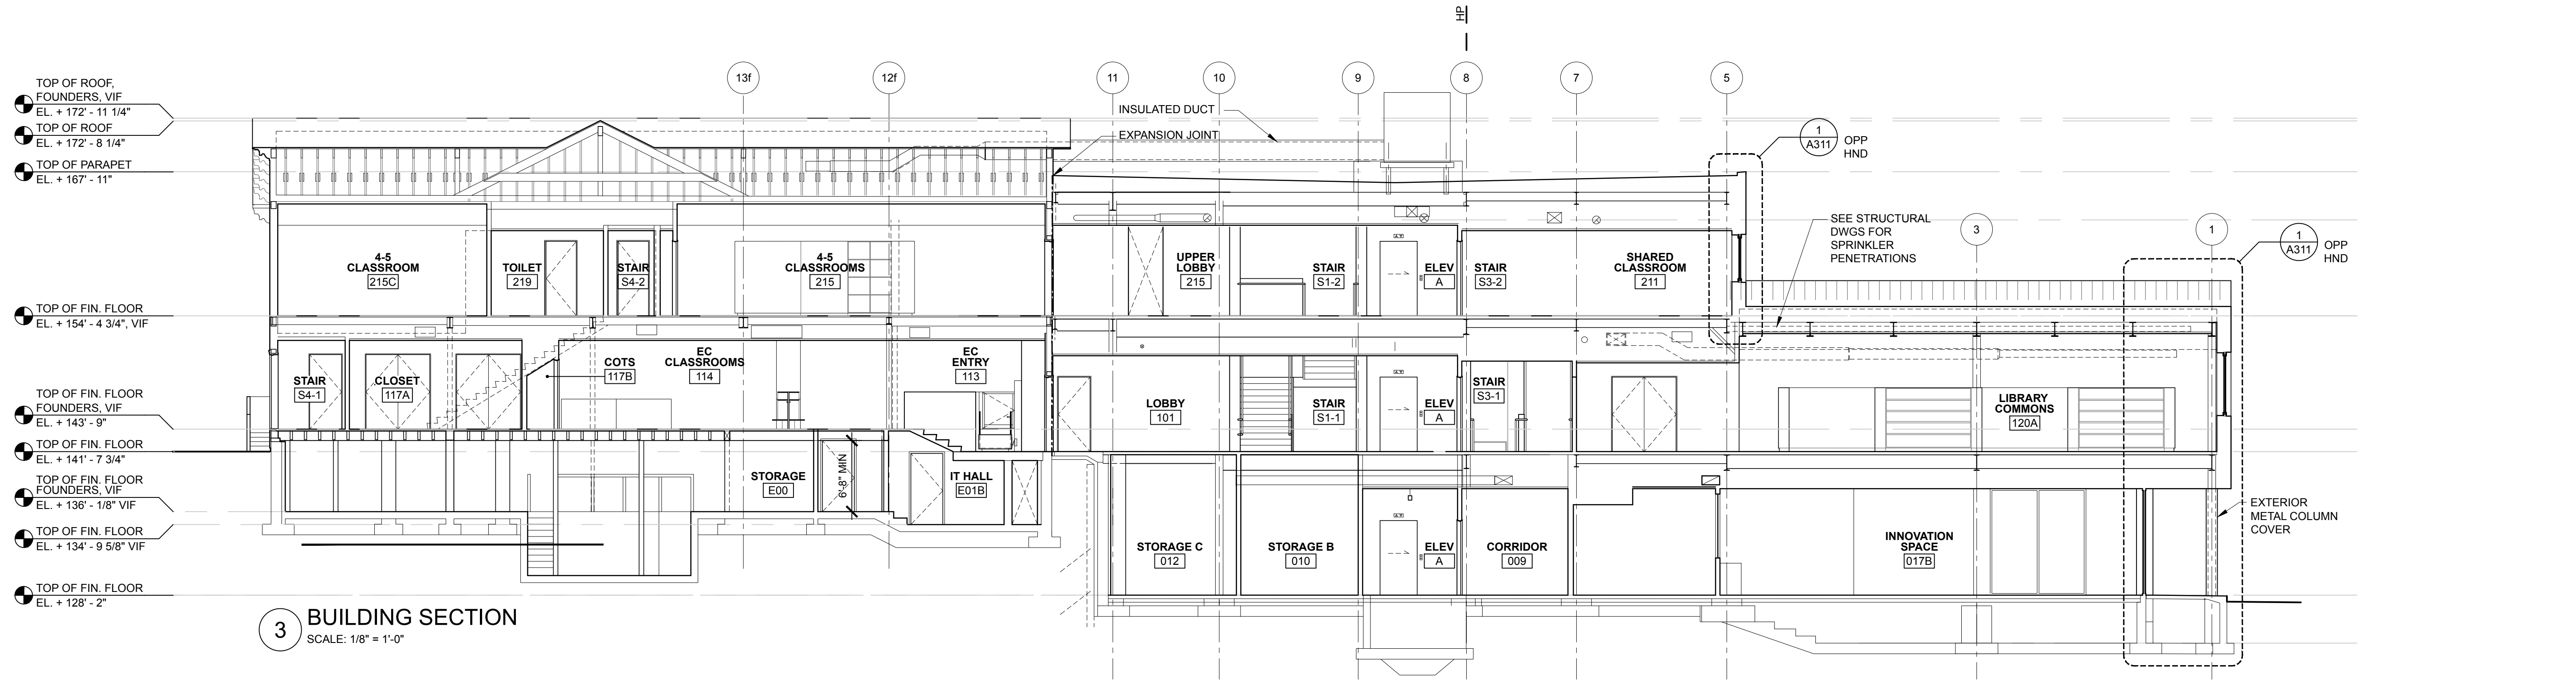 HP
13f
12f
11
10
9
8
7
5
TOP OF ROOF,
FOUNDERS, VIF
EL. + 172' - 11 1/4"
TOP OF ROOF
EL. + 172' - 8 1/4"
TOP OF PARAPET
EL. + 167' - 11"
TOP OF FIN. FLOOR
EL. + 154' - 4 3/4", VIF
TOP OF FIN. FLOOR
FOUNDERS, VIF
EL. + 143' - 9"
TOP OF FIN. FLOOR
EL. + 141' - 7 3/4"
TOP OF FIN. FLOOR
FOUNDERS, VIF
EL. + 136' - 1/8" VIF
TOP OF FIN. FLOOR
EL. + 134' - 9 5/8" VIF
TOP OF FIN. FLOOR
EL. + 128' - 2"
INSULATED DUCT
EXPANSION JOINT
1
A311
OPP
HND
SEE STRUCTURAL
DWGS FOR
SPRINKLER
PENETRATIONS
3
1
1
A311
OPP
HND
4-5
CLASSROOM
215C
TOILET
219
STAIR
S4-2
4-5
CLASSROOMS
215
UPPER
LOBBY
215
STAIR
S1-2
ELEV
A
STAIR
S3-2
SHARED
CLASSROOM
211
STAIR
S4-1
CLOSET
117A
COTS
117B
EC
CLASSROOMS
114
EC
ENTRY
113
LOBBY
101
STAIR
S1-1
ELEV
A
STAIR
S3-1
LIBRARY
COMMONS
120A
STORAGE
E00
6'-8" MIN
IT HALL
E01B
STORAGE C
012
STORAGE B
010
ELEV
A
CORRIDOR
009
INNOVATION
SPACE
017B
EXTERIOR
METAL COLUMN
COVER
3
BUILDING SECTION
SCALE: 1/8" = 1'-0"